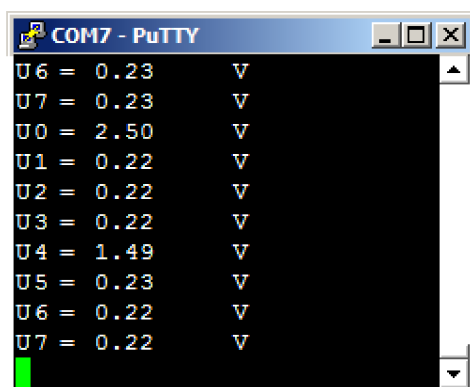 COM7 - PuTTY
U6 = 0.23 V
U7 = 0.23 V
U0 = 2.50 V
U1 = 0.22 V
U2 = 0.22 V
U3 = 0.22 V
U4 = 1.49 V
U5 = 0.23 V
U6 = 0.22 V
U7 = 0.22 V